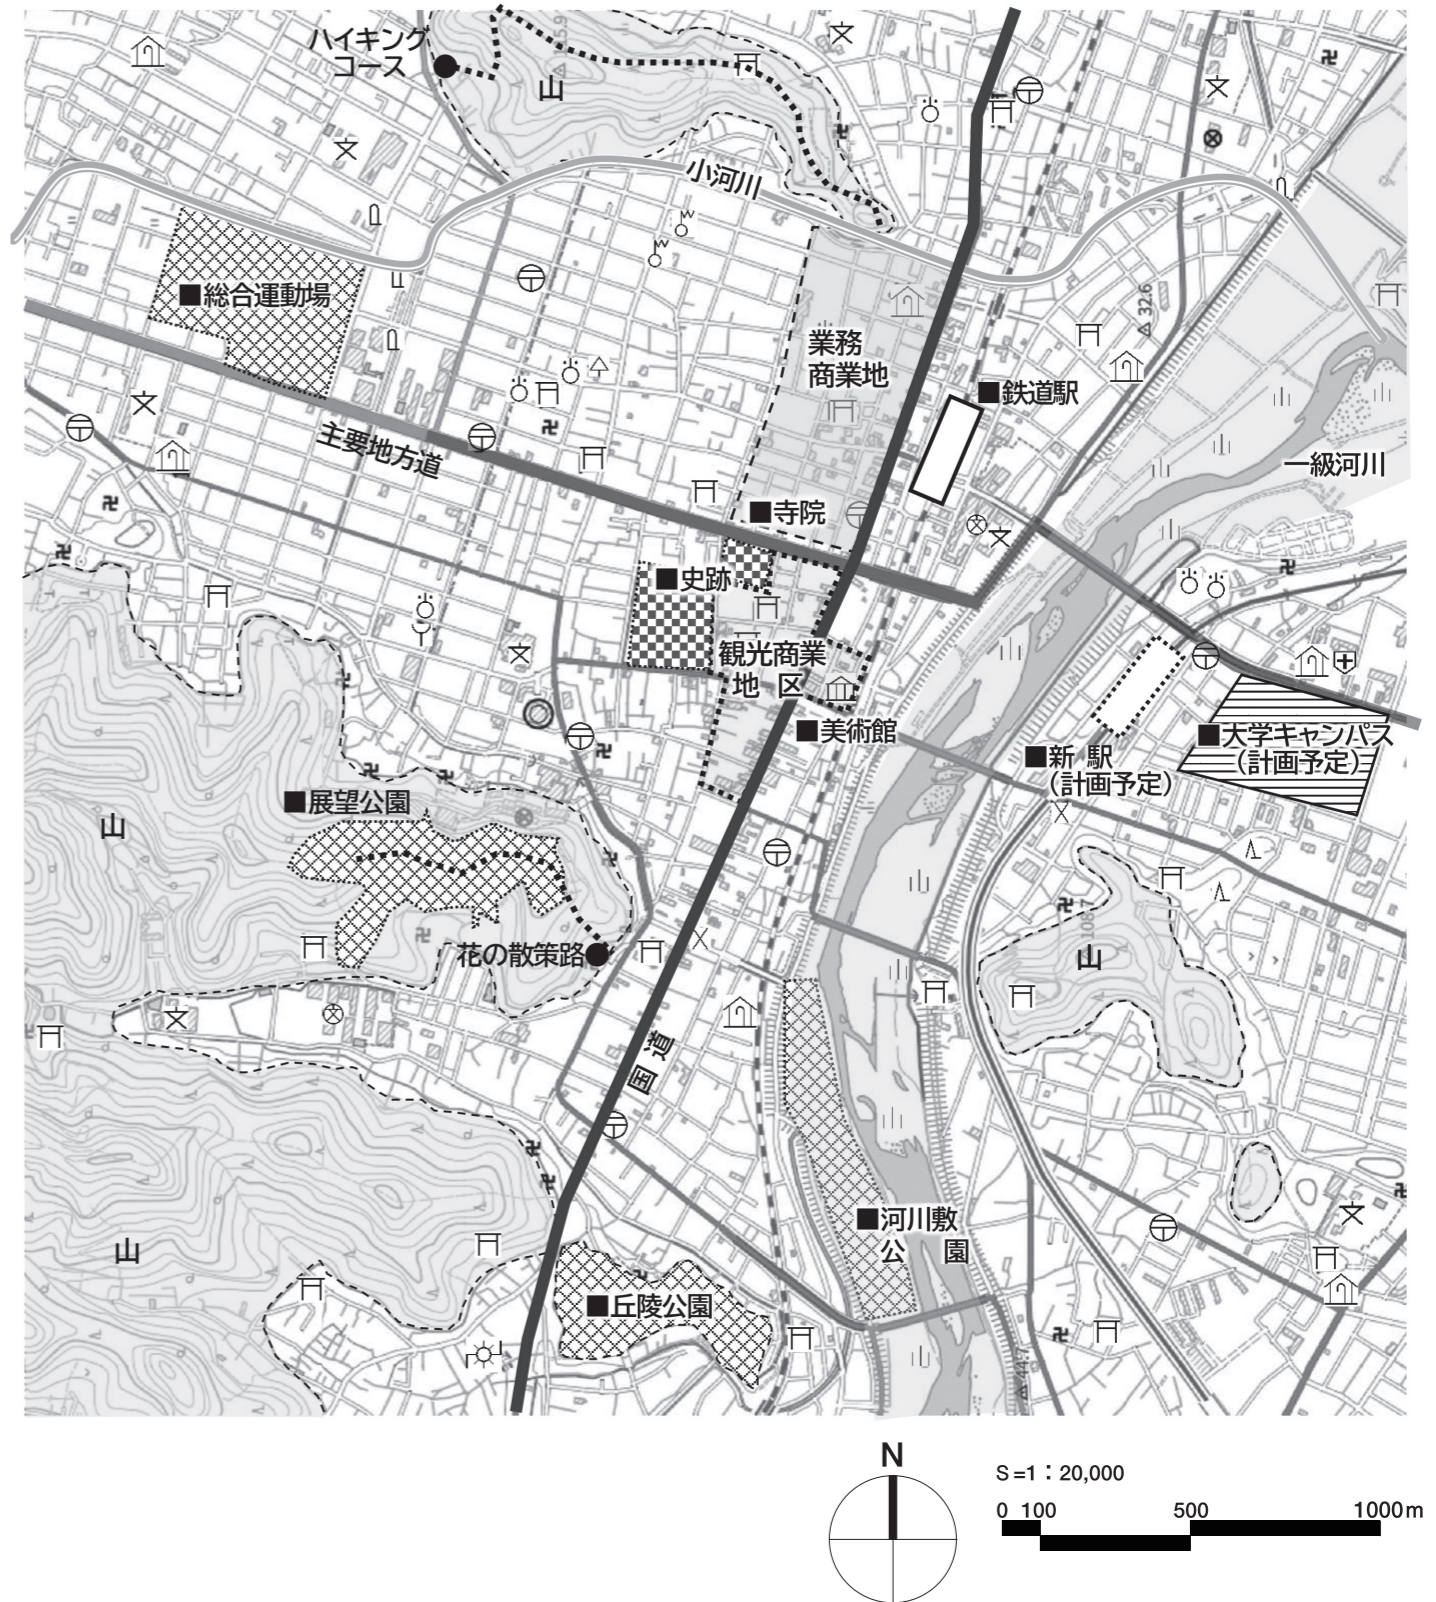 ハイキング
コース
山
小河川
■総合運動場
業務
商業地
△ 32.6
■鉄道駅
主要地方道
一級河川
■寺院
■史跡
観光商業
地 区
■美術館
■新 駅
(計画予定)
■大学キャンパス
(計画予定)
■展望公園
山
花の散策路
山
国道
■河川敷
公 園
山
■丘陵公園
△ 44.7
N
S=1：20,000
0 100 500 1000m